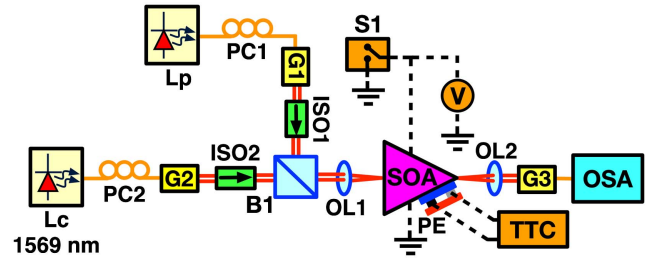 S1
Lp
PC1
G1
ISO1
V
Lc
1569 nm
PC2
G2
ISO2
B1
OL1
SOA
PE
OL2
G3
OSA
TTC